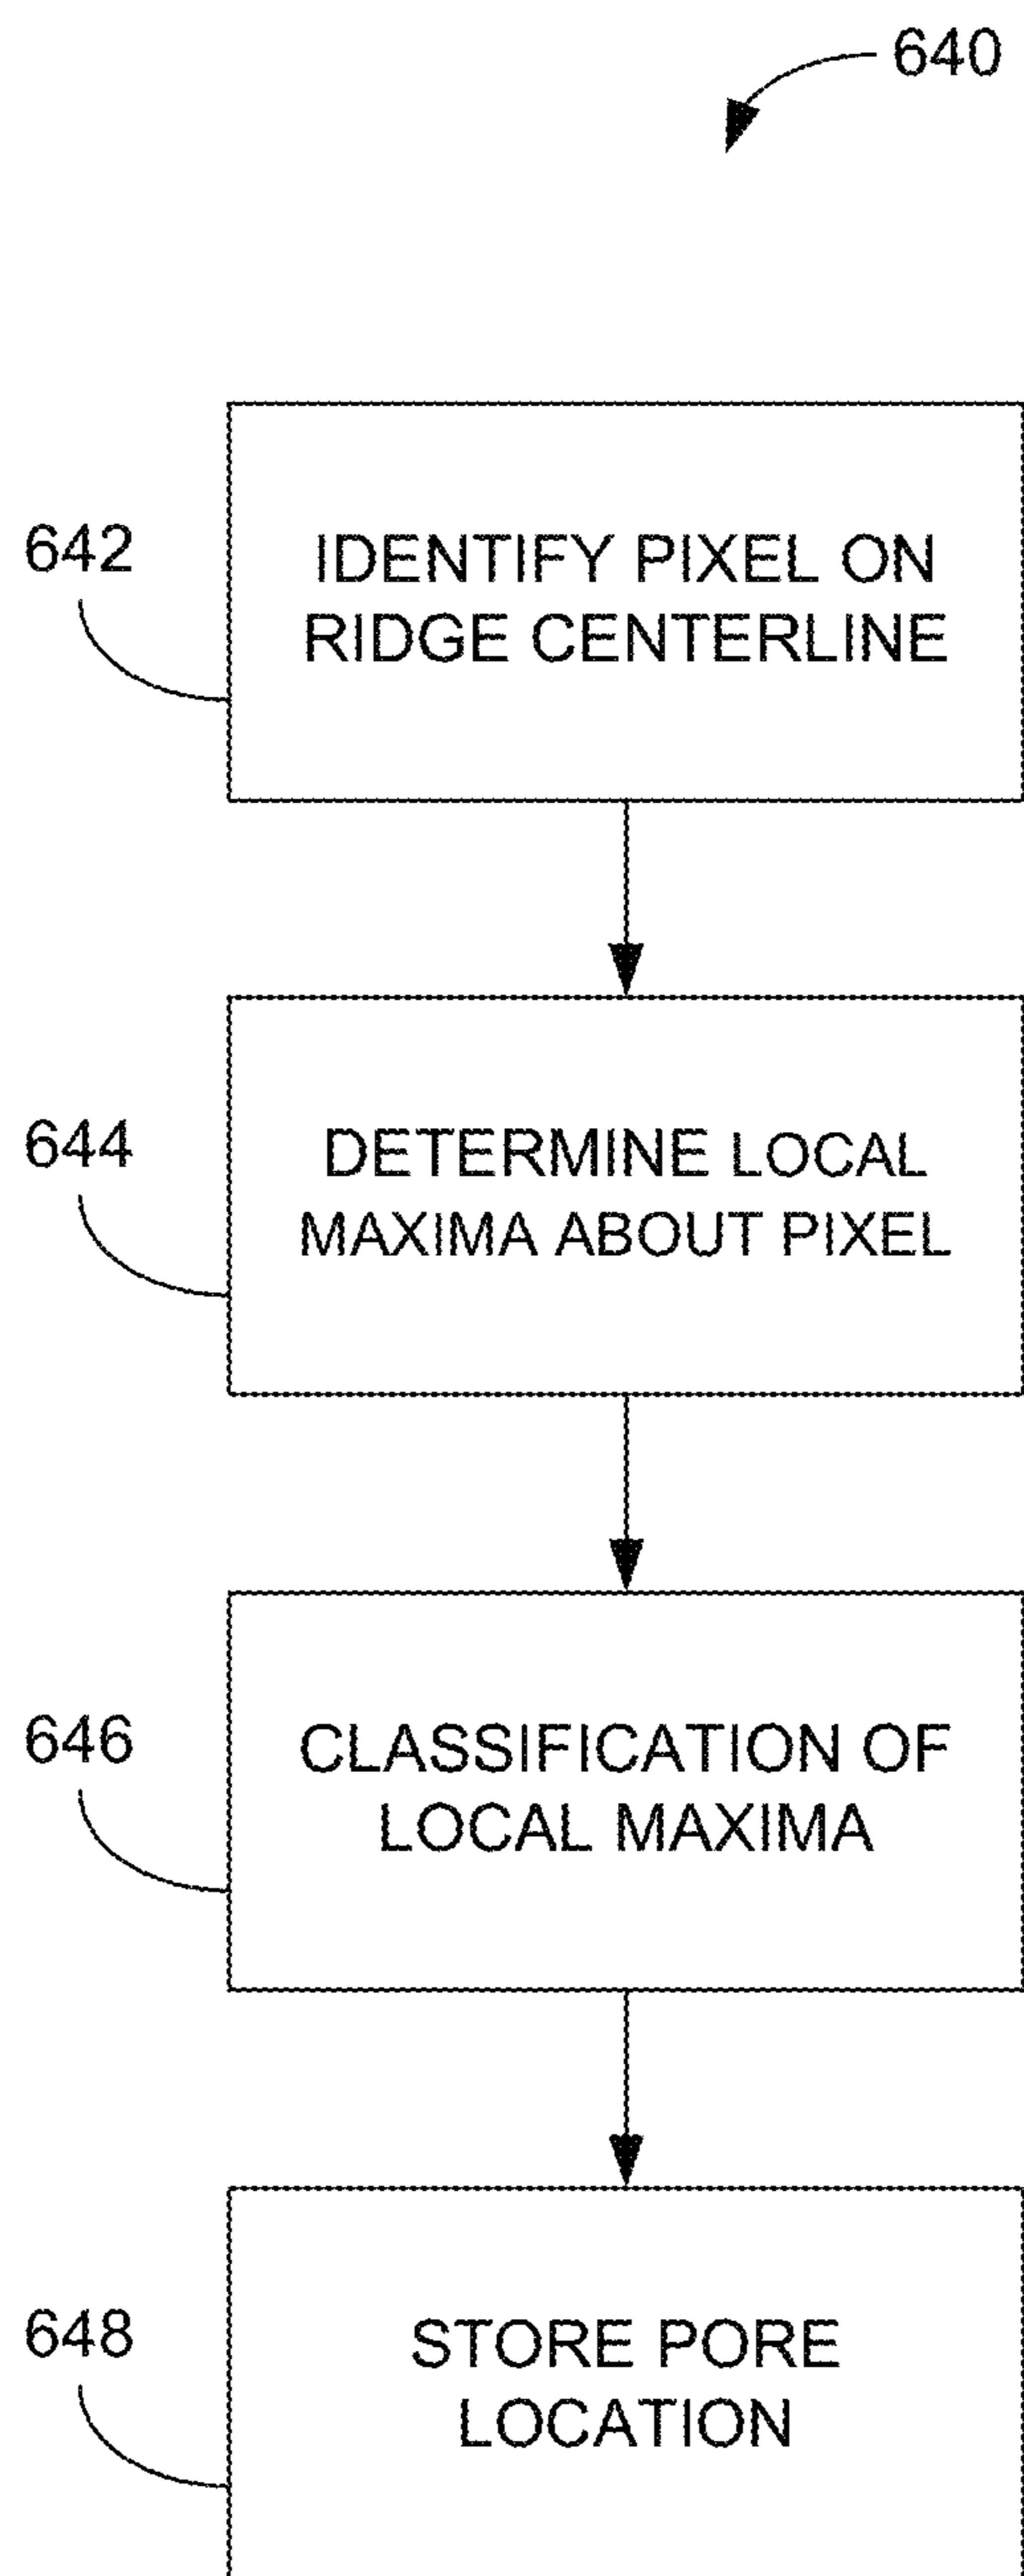 640
642
IDENTIFY PIXEL ON
RIDGE CENTERLINE
644
DETERMINE LOCAL
MAXIMA ABOUT PIXEL
646
CLASSIFICATION OF
LOCAL MAXIMA
648
STORE PORE
LOCATION